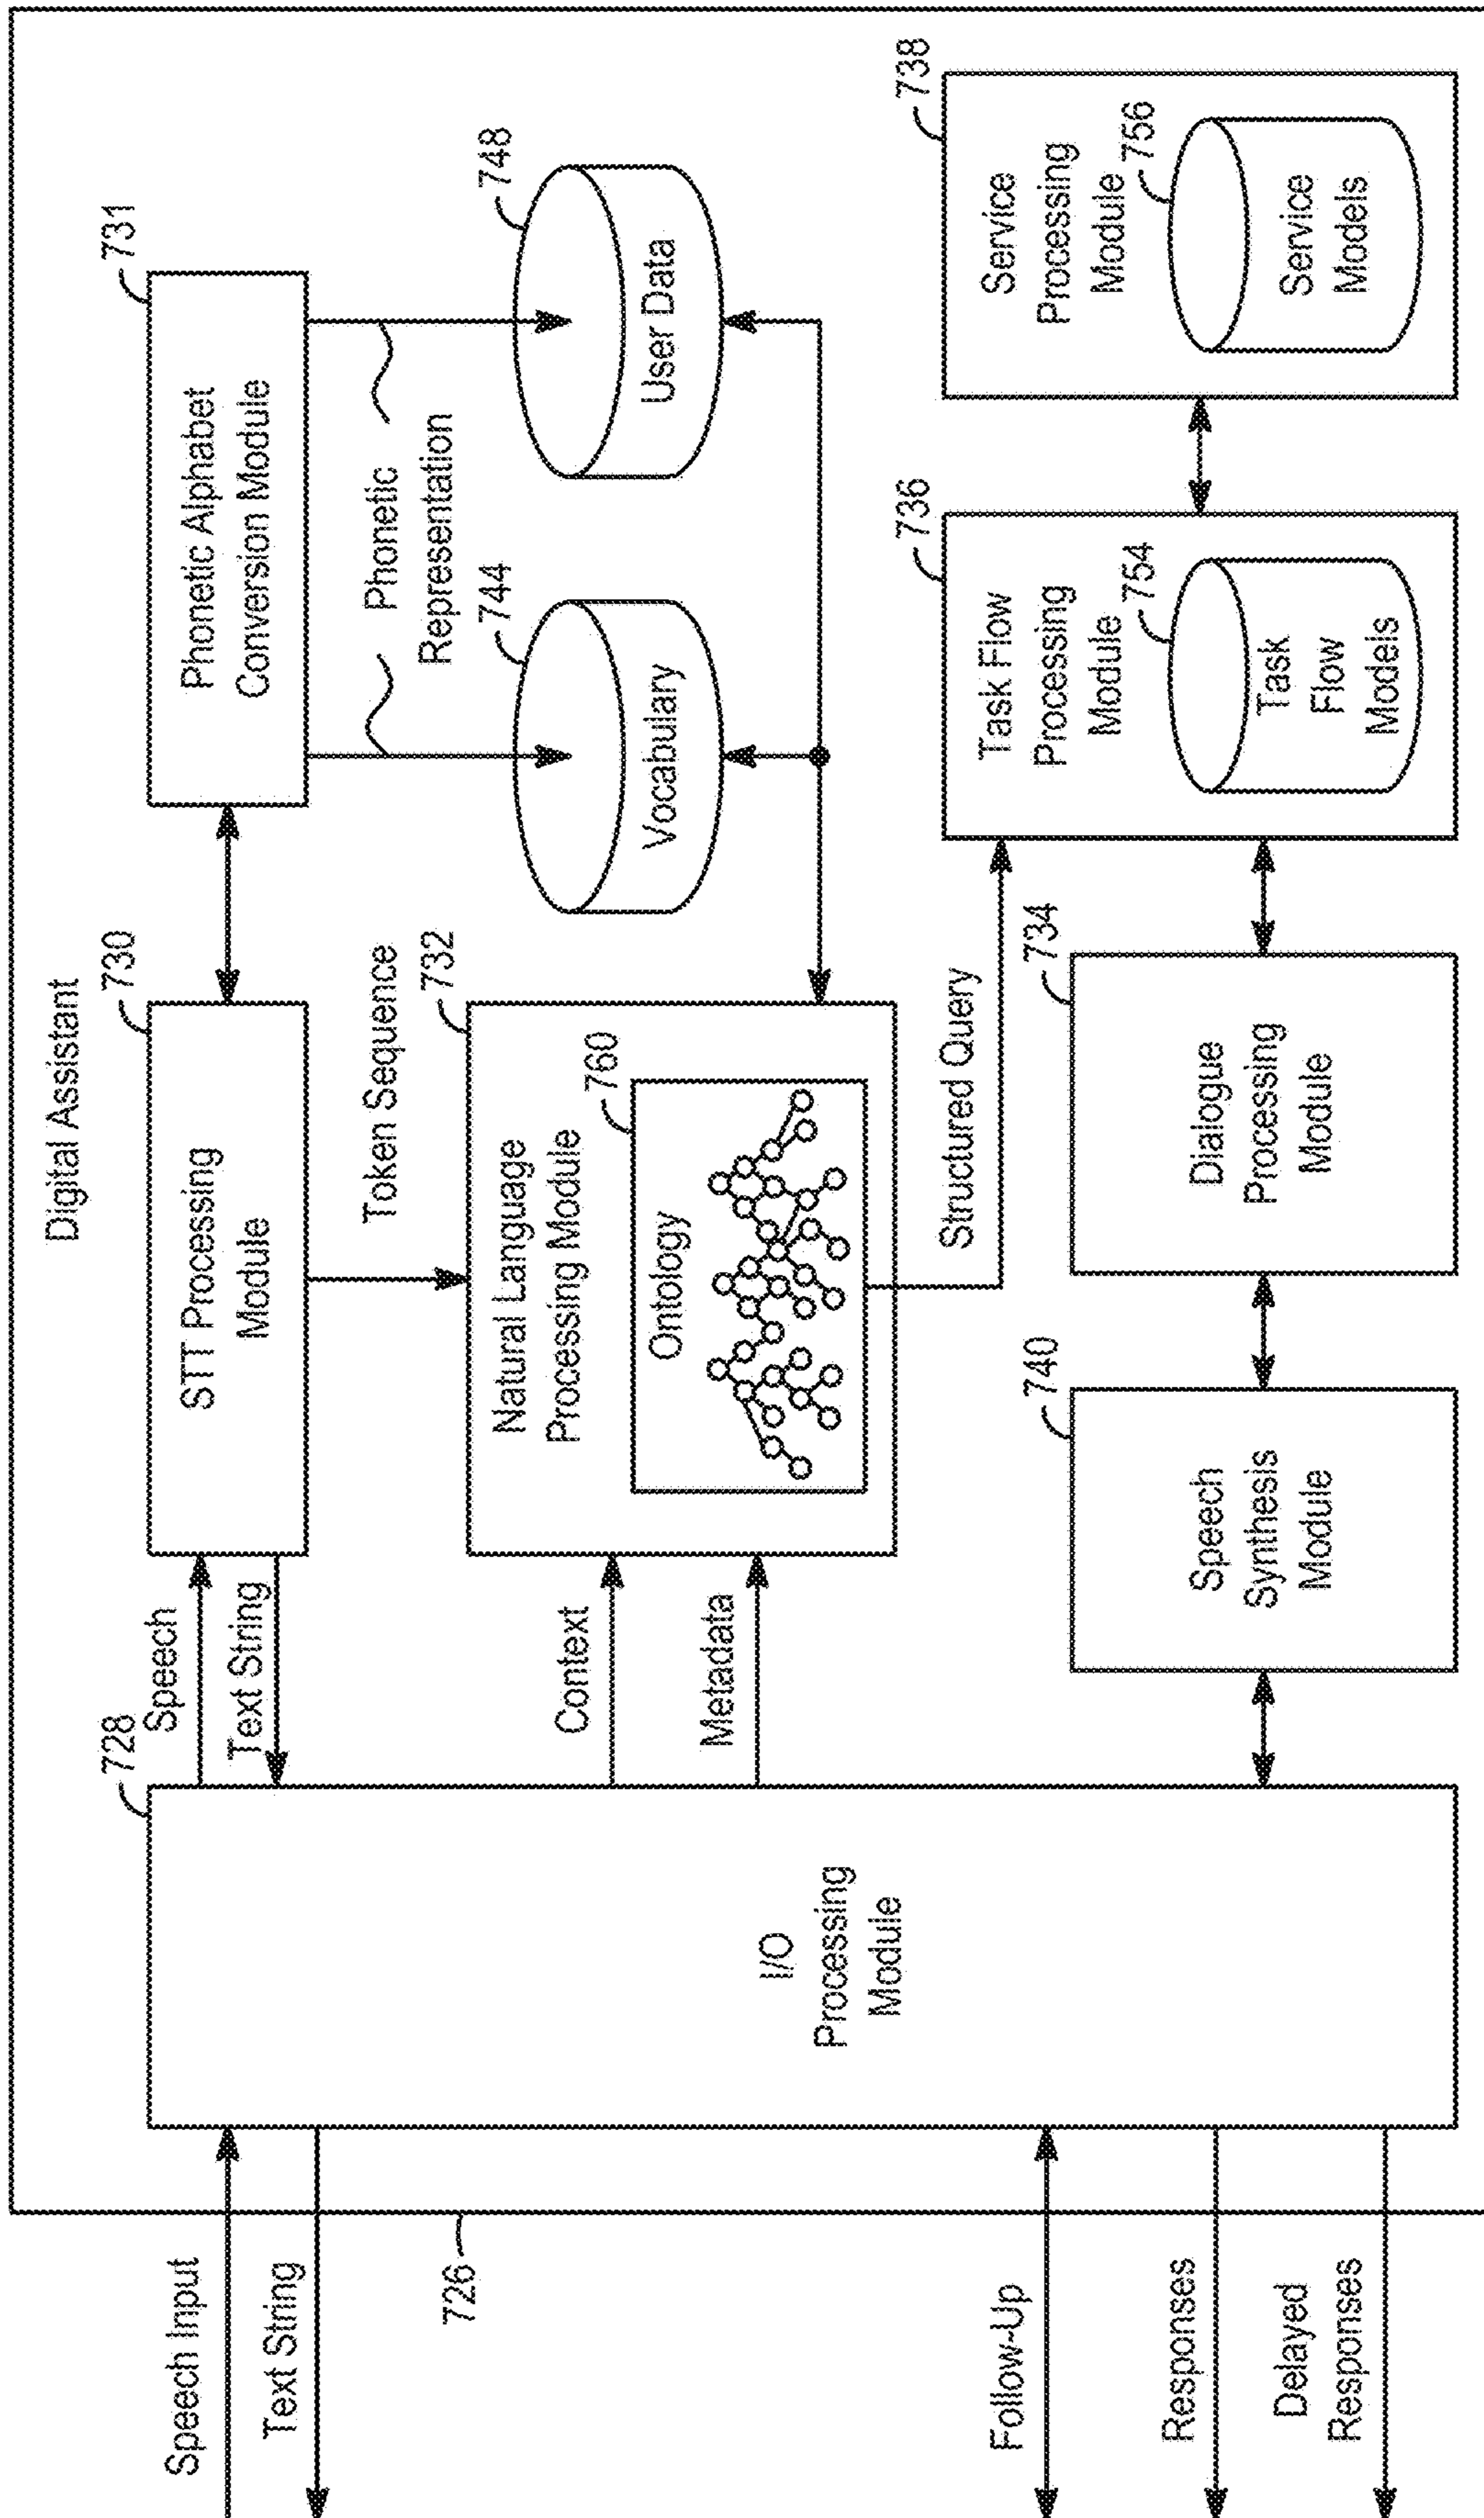 Digital Assistant
Speech Input
Text String
726
728
I/O
Processing
Module
Speech
Text String
730
STT Processing
Module
731
Phonetic Alphabet
Conversion Module
Token Sequence
Phonetic
Representation
Context
Metadata
732
Natural Language
Processing Module
760
Ontology
744
Vocabulary
748
User Data
Structured Query
Follow-Up
Responses
Delayed
Responses
740
Speech
Synthesis
Module
734
Dialogue
Processing
Module
736
Task Flow
Processing
Module
754
Task
Flow
Models
738
Service
Processing
Module
756
Service
Models